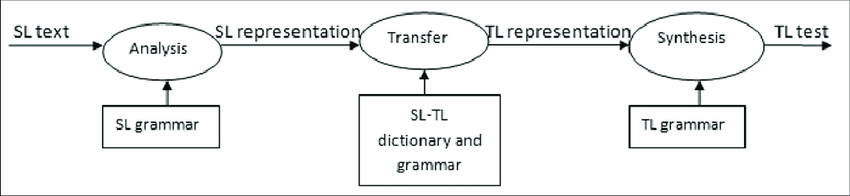 SL text
Analysis
SL representation
Transfer
TL representation
Synthesis
TL test
SL grammar
SL-TL
dictionary and
grammar
TL grammar